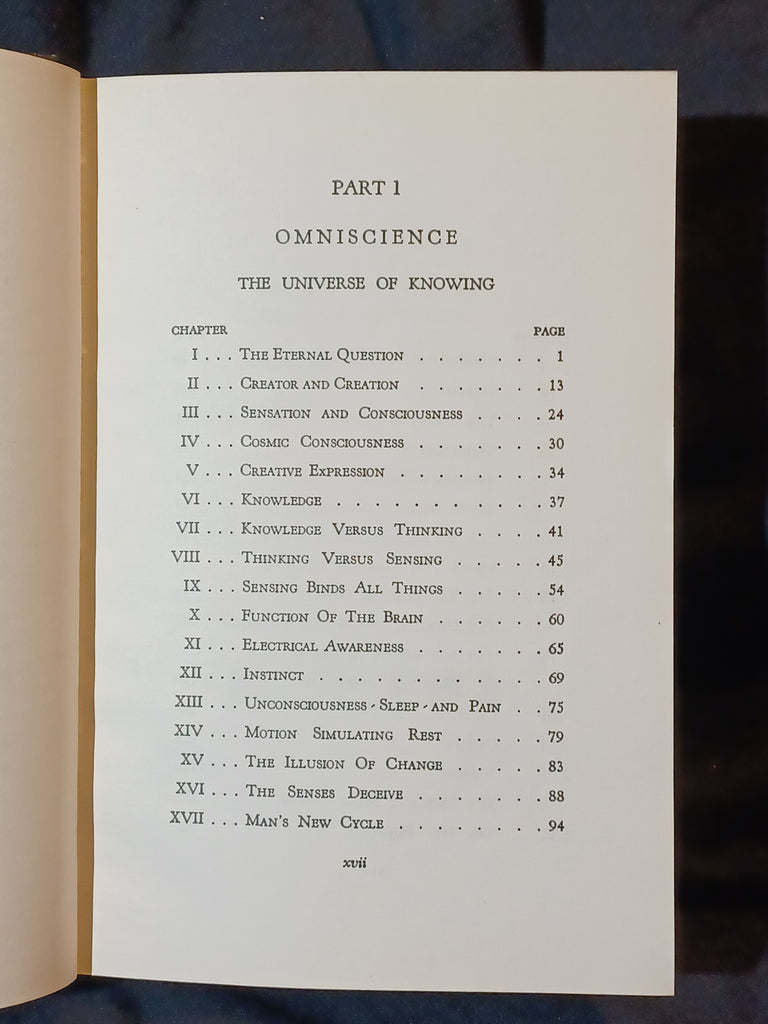 PART 1
OMNISCIENCE
THE UNIVERSE OF KNOWING
CHAPTER PAGE
I . . . The Eternal Question . . . . . . . 1
II . . . Creator and Creation . . . . . . . 13
III . . . Sensation and Consciousness . . . . 24
IV . . . Cosmic Consciousness . . . . . . . 30
V . . . Creative Expression . . . . . . . . 34
VI . . . Knowledge . . . . . . . . . . . 37
VII . . . Knowledge Versus Thinking . . . . 41
VIII . . . Thinking Versus Sensing . . . . . 45
IX . . . Sensing Binds All Things . . . . . 54
X . . . Function Of The Brain . . . . . . 60
XI . . . Electrical Awareness . . . . . . . 65
XII . . . Instinct . . . . . . . . . . . . 69
XIII . . . Unconsciousness - Sleep - and Pain . . 75
XIV . . . Motion Simulating Rest . . . . . 79
XV . . . The Illusion Of Change . . . . . 83
XVI . . . The Senses Deceive . . . . . . . 88
XVII . . . Man's New Cycle . . . . . . . . 94
xvii